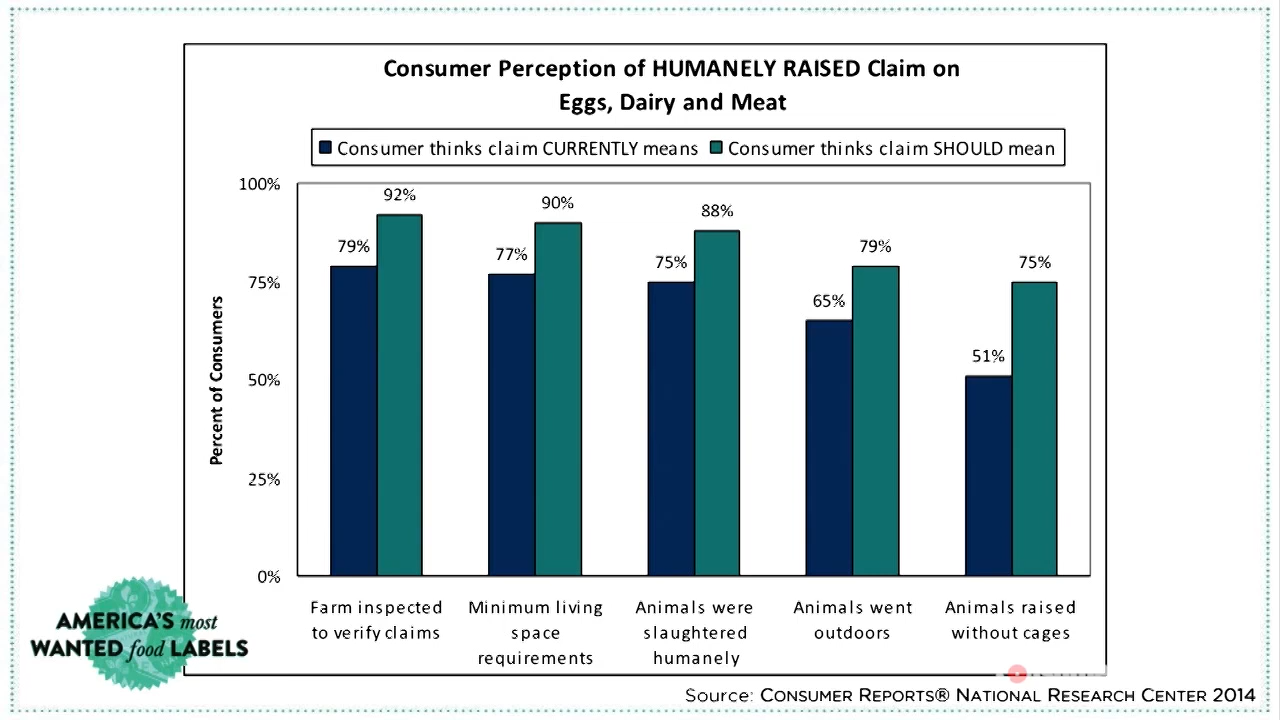 Consumer Perception of HUMANELY RAISED Claim on
Eggs, Dairy and Meat
Consumer thinks claim CURRENTLY means
Consumer thinks claim SHOULD mean
Percent of Consumers
100%
75%
50%
25%
0%
79%
92%
77%
90%
75%
88%
65%
79%
51%
75%
Farm inspected
to verify claims
Minimum living
space
requirements
Animals were
slaughtered
humanely
Animals went
outdoors
Animals raised
without cages
AMERICA'S most
WANTED food LABELS
Source: CONSUMER REPORTS® NATIONAL RESEARCH CENTER 2014